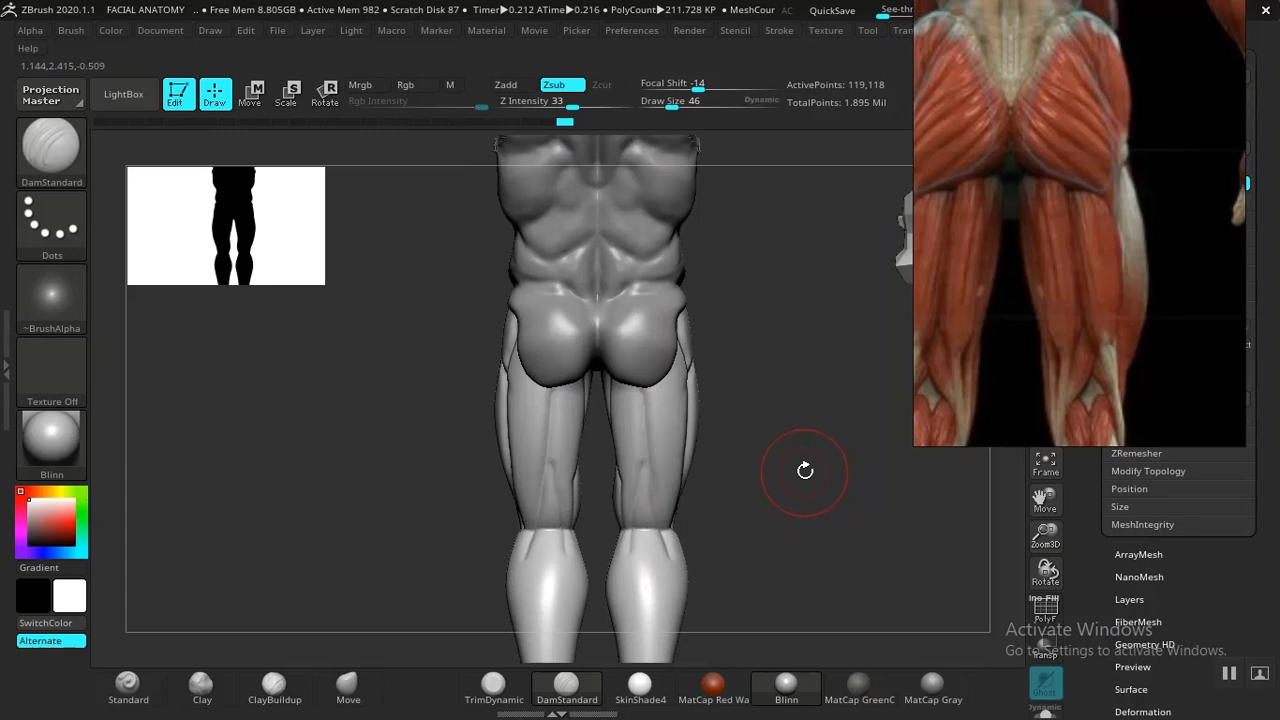 ZBrush 2020.1.1 FACIAL ANATOMY .. • Free Mem 8.805GB • Active Mem 982 • Scratch Disk 87 • Timer▶0.212 ATime▶0.216 • PolyCount▶211.728 KP • MeshCour AC QuickSave See-thr
Alpha Brush Color Document Draw Edit File Layer Light Macro Marker Material Movie Picker Preferences Render Stencil Stroke Texture Tool Tran
Help
1.144,2.415,-0.509
Projection Master
LightBox
Edit
Draw
Move
Scale
Rotate
Mrgb Rgb M
Rgb Intensity
Zadd Zsub Zcut
Z Intensity 33
Focal Shift -14
Draw Size 46 Dynamic
ActivePoints: 119,118
TotalPoints: 1.895 Mil
DamStandard
Dots
~BrushAlpha
Texture Off
Blinn
Gradient
SwitchColor
Alternate
Frame
Move
Zoom3D
Rotate
PolyF
Transp
Ghost
Dynamic
ZRemesher
Modify Topology
Position
Size
MeshIntegrity
ArrayMesh
NanoMesh
Layers
FiberMesh
Geometry HD
Preview
Surface
Deformation
Activate Windows
Go to Settings to activate Windows.
Standard Clay ClayBuildup Move TrimDynamic DamStandard SkinShade4 MatCap Red Wa Blinn MatCap GreenC MatCap Gray